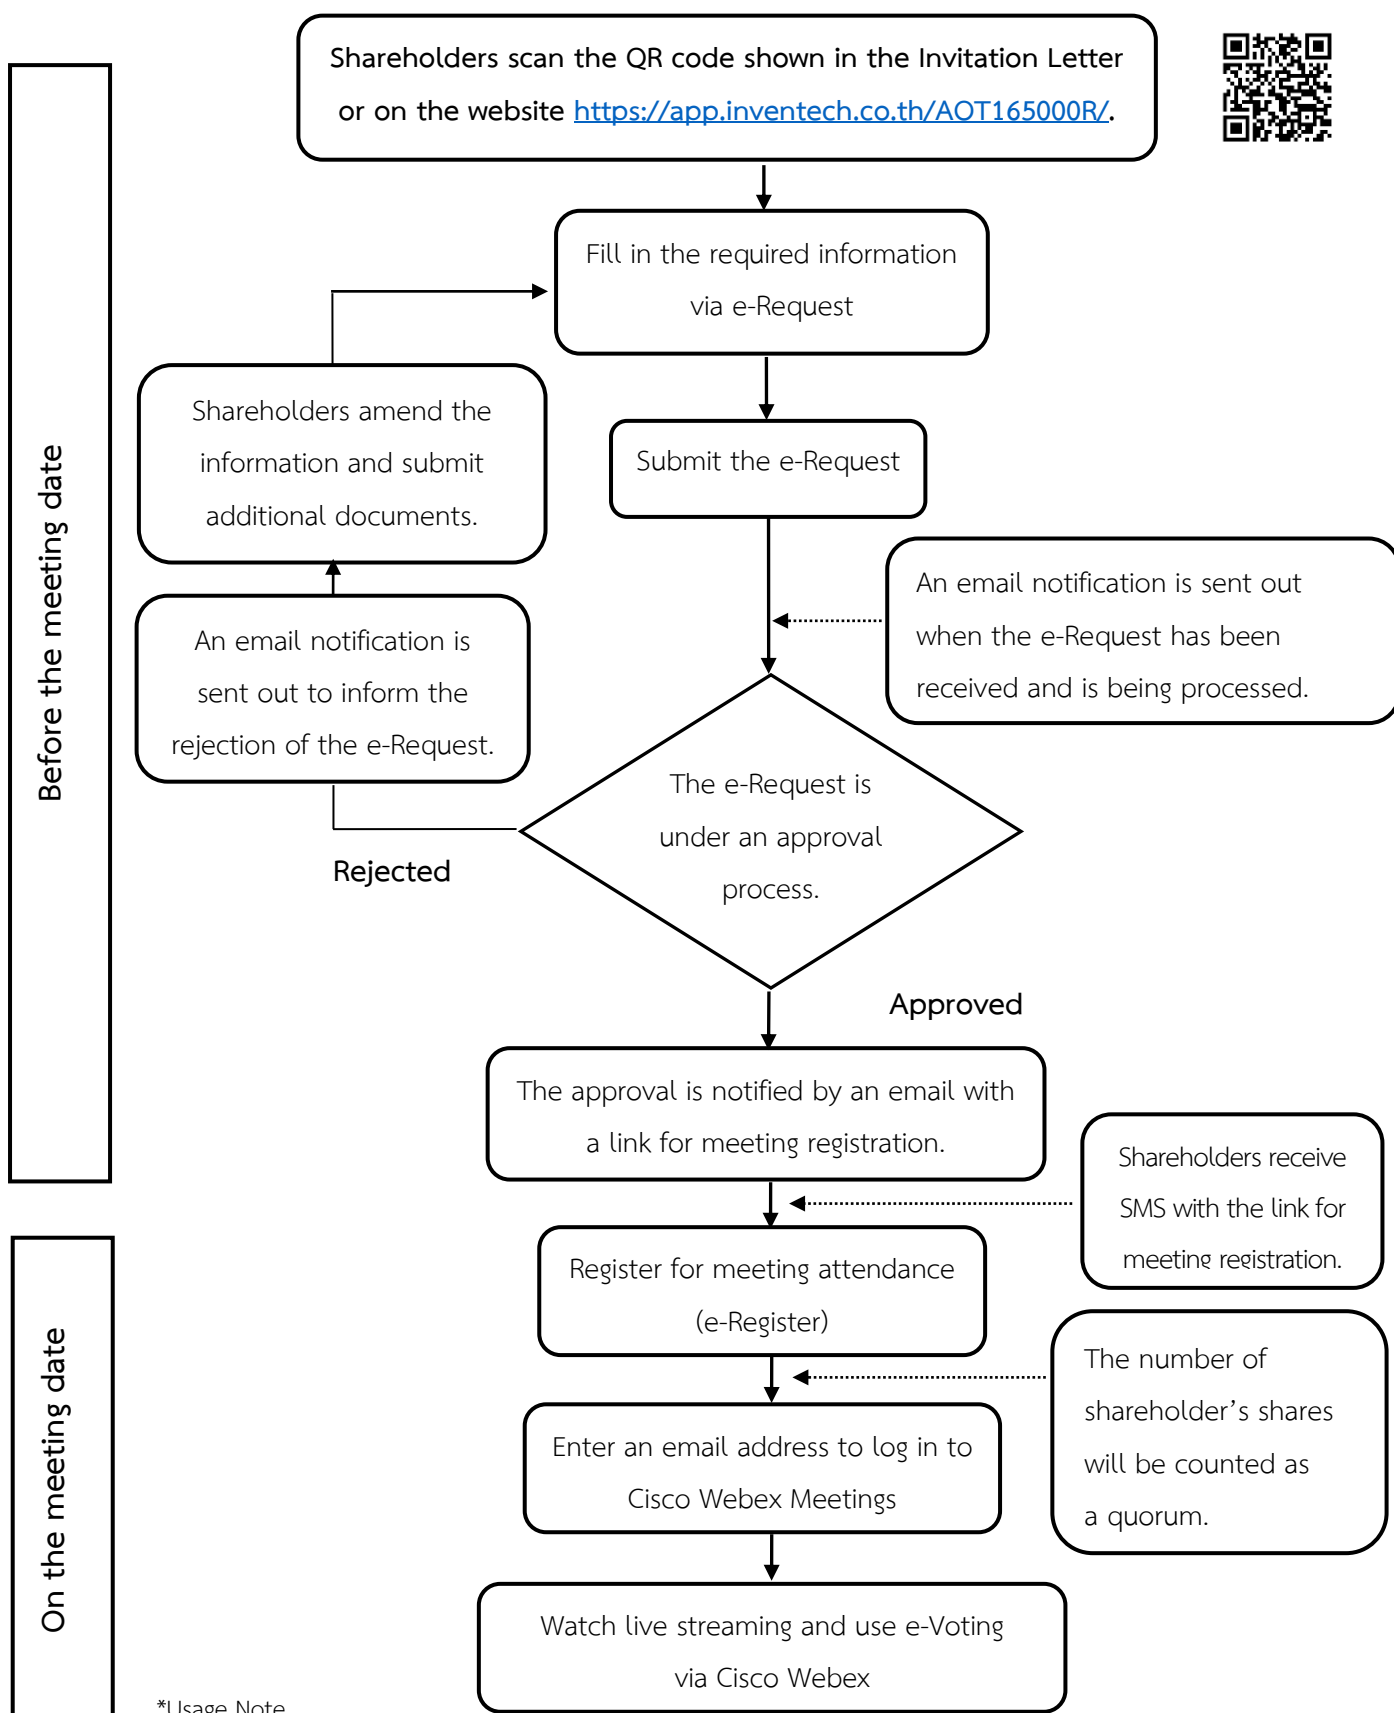 Shareholders scan the QR code shown in the Invitation Letter
or on the website https://app.inventech.co.th/AOT165000R/.
Before the meeting date
Fill in the required information
via e-Request
Shareholders amend the
information and submit
additional documents.
Submit the e-Request
An email notification is sent out
when the e-Request has been
received and is being processed.
An email notification is
sent out to inform the
rejection of the e-Request.
The e-Request is
under an approval
process.
Rejected
Approved
The approval is notified by an email with
a link for meeting registration.
Shareholders receive
SMS with the link for
meeting registration.
On the meeting date
Register for meeting attendance
(e-Register)
The number of
shareholder’s shares
will be counted as
a quorum.
Enter an email address to log in to
Cisco Webex Meetings
Watch live streaming and use e-Voting
via Cisco Webex
*Usage Note